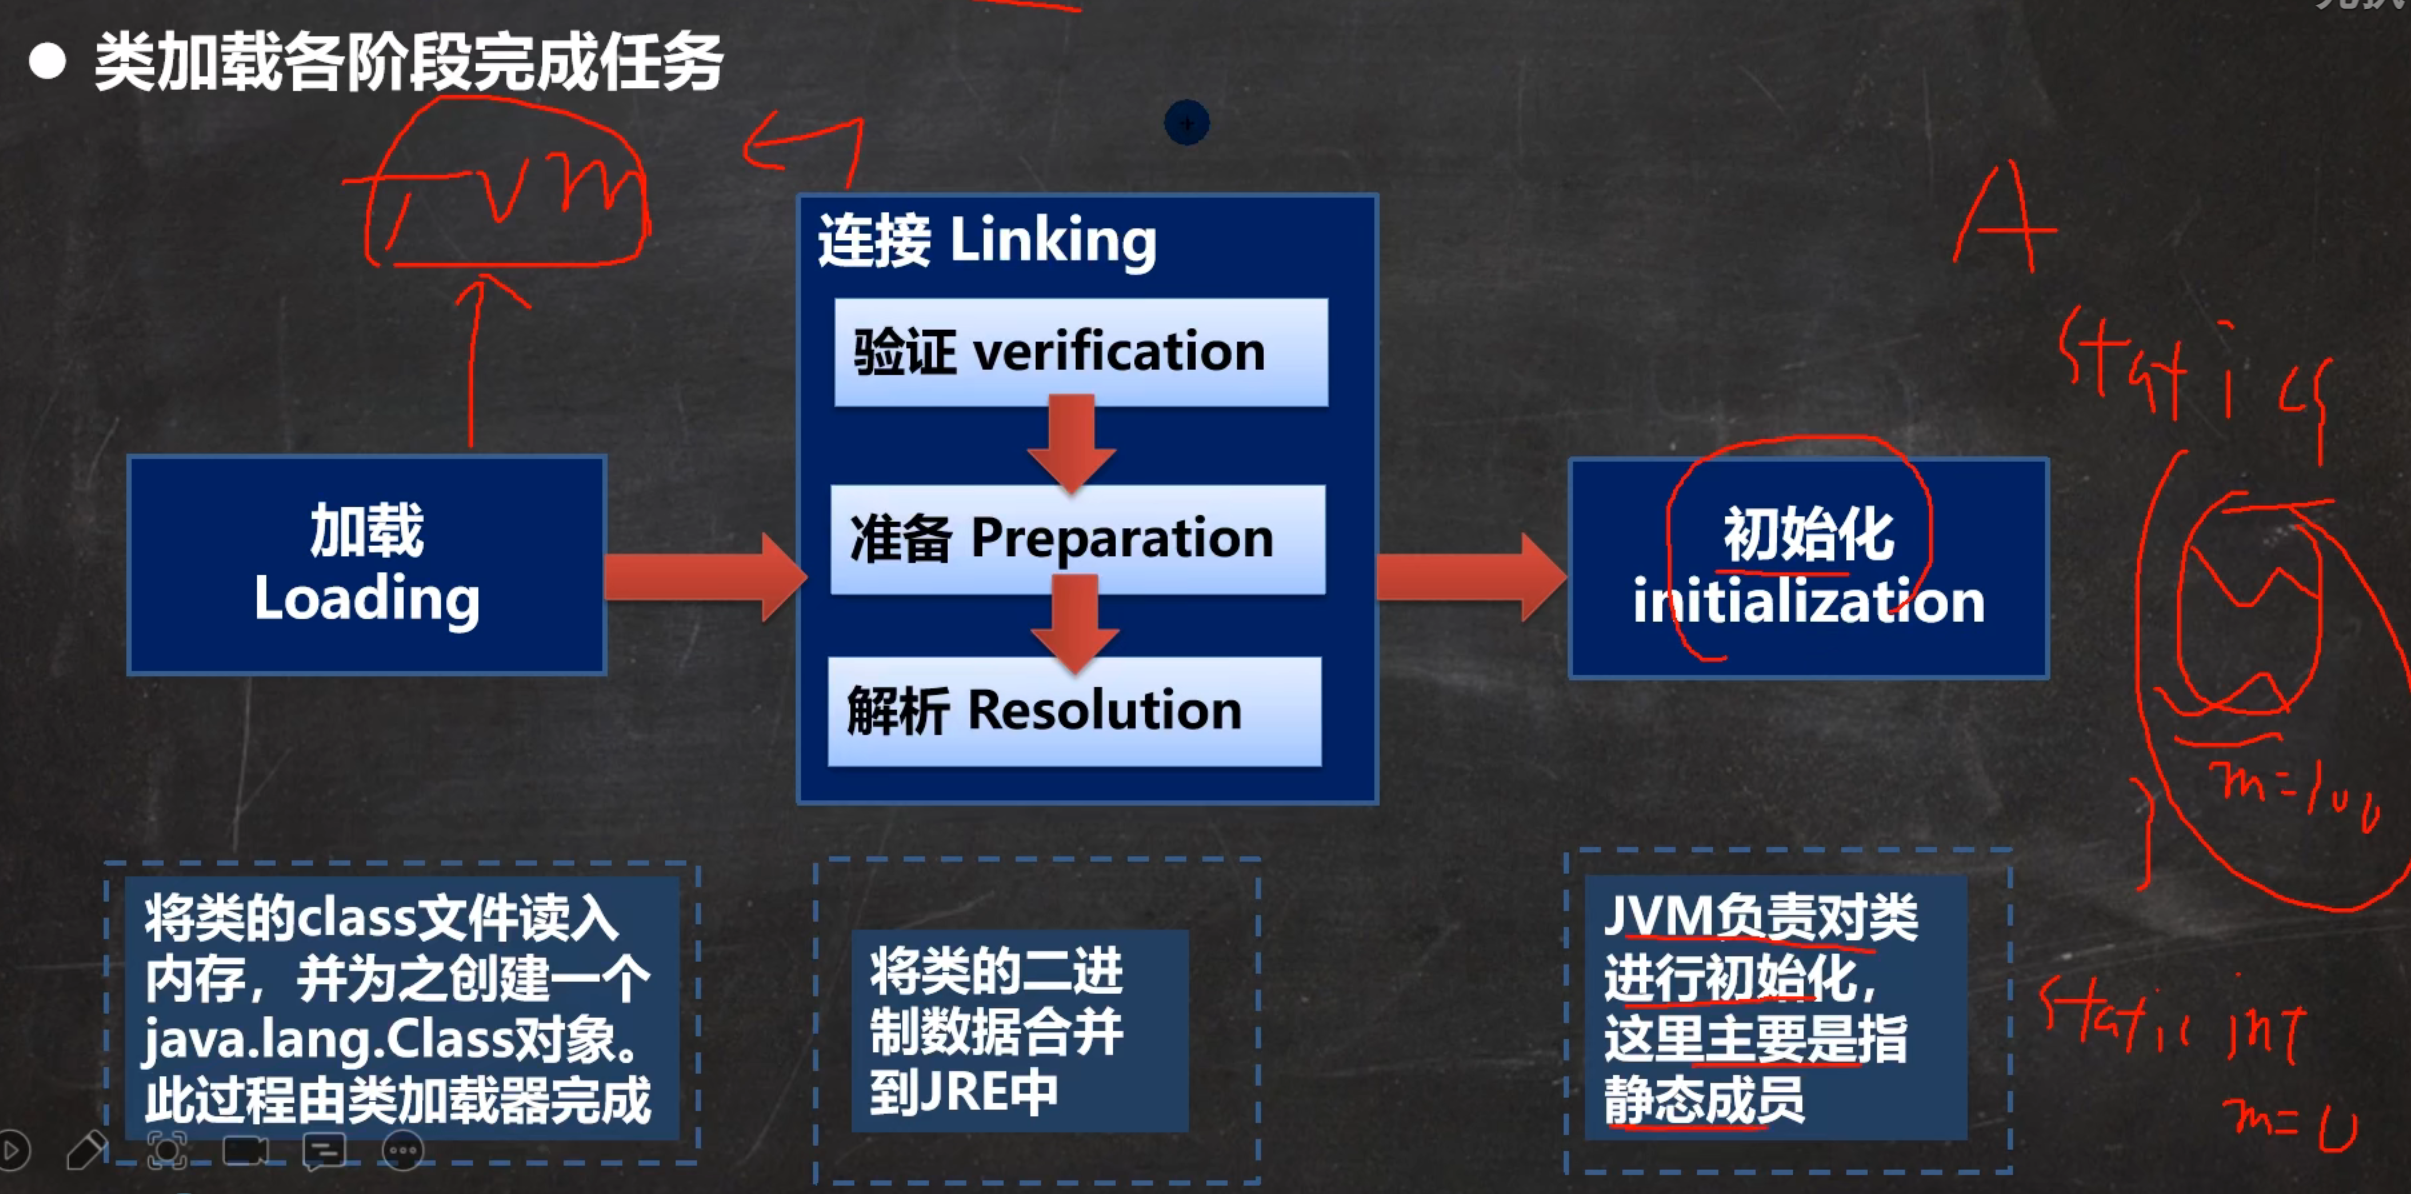 类加载各阶段完成任务
JVM
连接 Linking
验证 verification
准备 Preparation
解析 Resolution
加载
Loading
初始化
initialization
A
static {
m=100
}
static int
m=0
将类的class文件读入
内存，并为之创建一个
java.lang.Class对象。
此过程由类加载器完成
将类的二进
制数据合并
到JRE中
JVM负责对类
进行初始化，
这里主要是指
静态成员